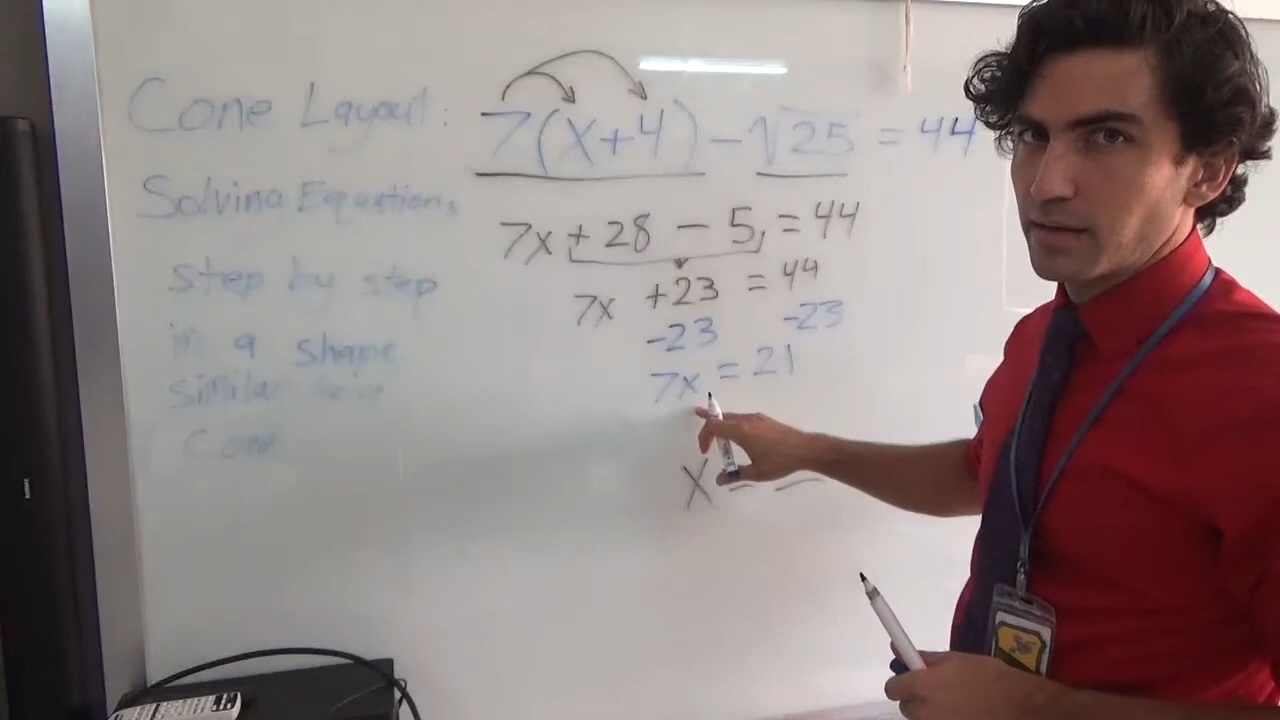 Cone Layout: 7(x+4) - √25 = 44
Solving Equations
step by step
in a shape
similar to a
cone
7x + 28 - 5 = 44
7x +23 = 44
-23 -23
7x = 21
x =